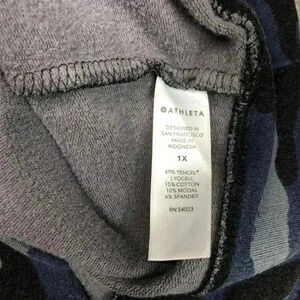 ATHLETA
DESIGNED IN
SAN FRANCISCO
MADE IN
INDONESIA
1X
69% TENCEL®
LYOCELL
15% COTTON
10% MODAL
6% SPANDEX
RN 54023